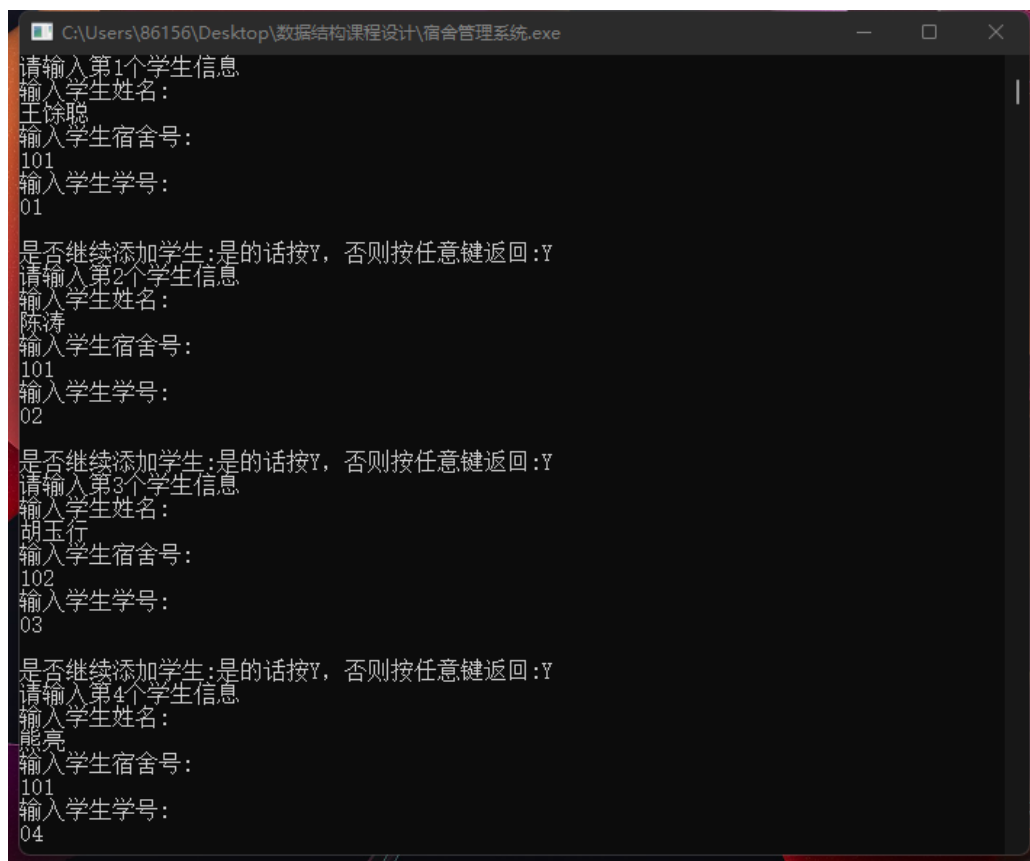 C:\Users\86156\Desktop\数据结构课程设计\宿舍管理系统.exe
请输入第1个学生信息
输入学生姓名:
王馀聪
输入学生宿舍号:
101
输入学生学号:
01
是否继续添加学生:是的话按Y，否则按任意键返回:Y
请输入第2个学生信息
输入学生姓名:
陈涛
输入学生宿舍号:
101
输入学生学号:
02
是否继续添加学生:是的话按Y，否则按任意键返回:Y
请输入第3个学生信息
输入学生姓名:
胡玉行
输入学生宿舍号:
102
输入学生学号:
03
是否继续添加学生:是的话按Y，否则按任意键返回:Y
请输入第4个学生信息
输入学生姓名:
熊亮
输入学生宿舍号:
101
输入学生学号:
04